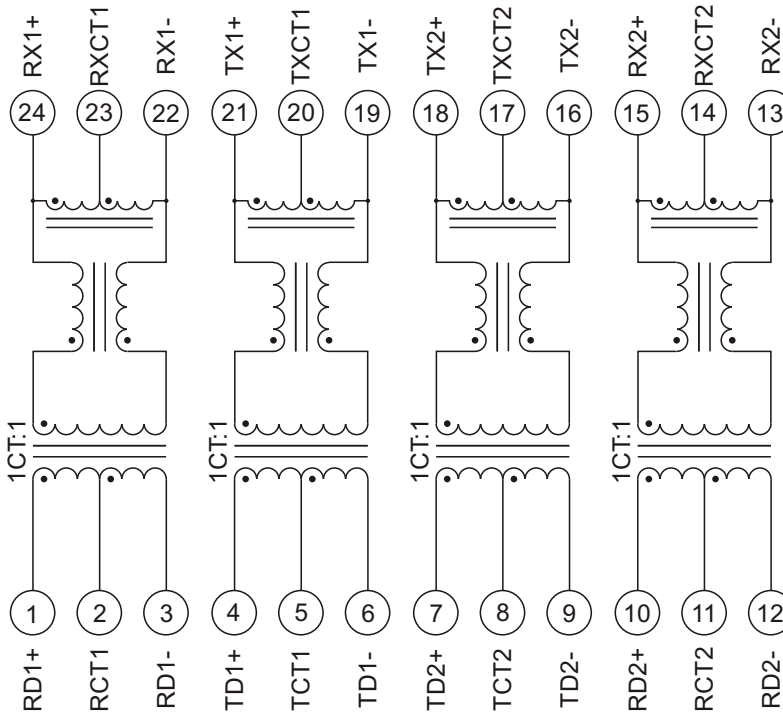 RX1+ RXCT1 RX1- TX1+ TXCT1 TX1- TX2+ TXCT2 TX2- RX2+ RXCT2 RX2-
24 23 22 21 20 19 18 17 16 15 14 13
1CT:1 1CT:1 1CT:1 1CT:1
1 2 3 4 5 6 7 8 9 10 11 12
RD1+ RCT1 RD1- TD1+ TCT1 TD1- TD2+ TCT2 TD2- RD2+ RCT2 RD2-